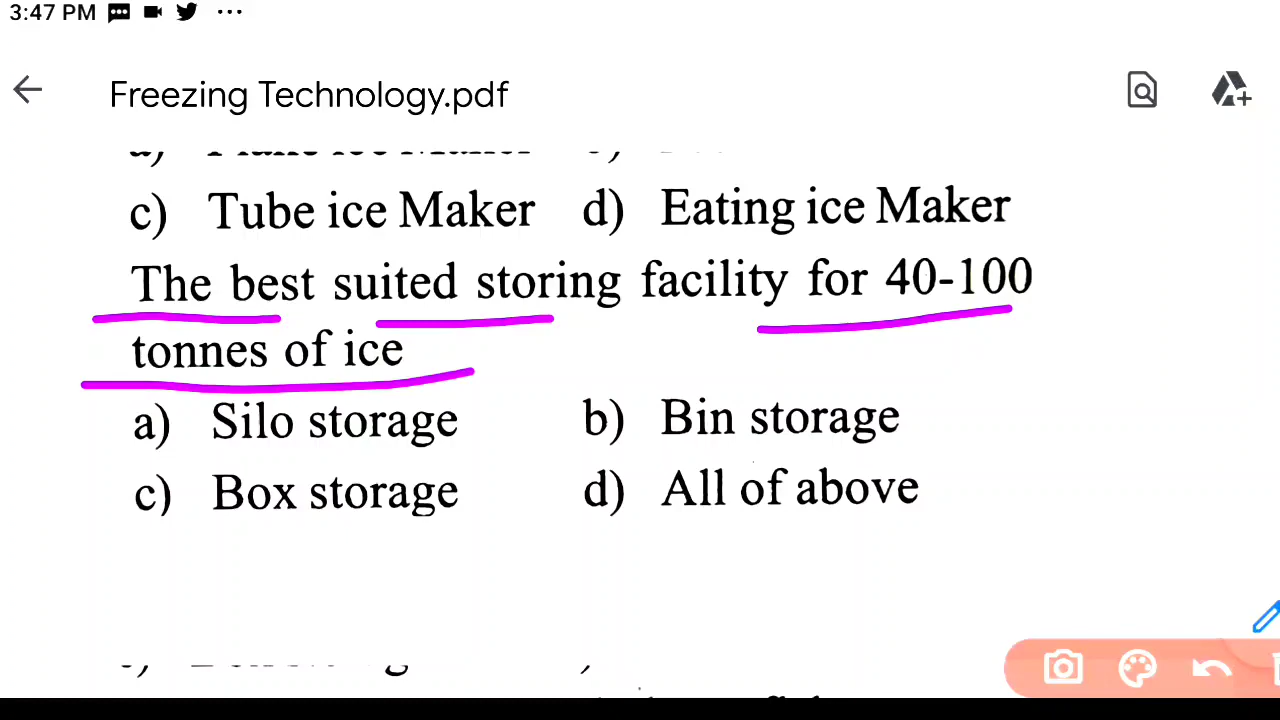 3:47 PM
Freezing Technology.pdf
c) Tube ice Maker d) Eating ice Maker
The best suited storing facility for 40-100
tonnes of ice
a) Silo storage b) Bin storage
c) Box storage d) All of above